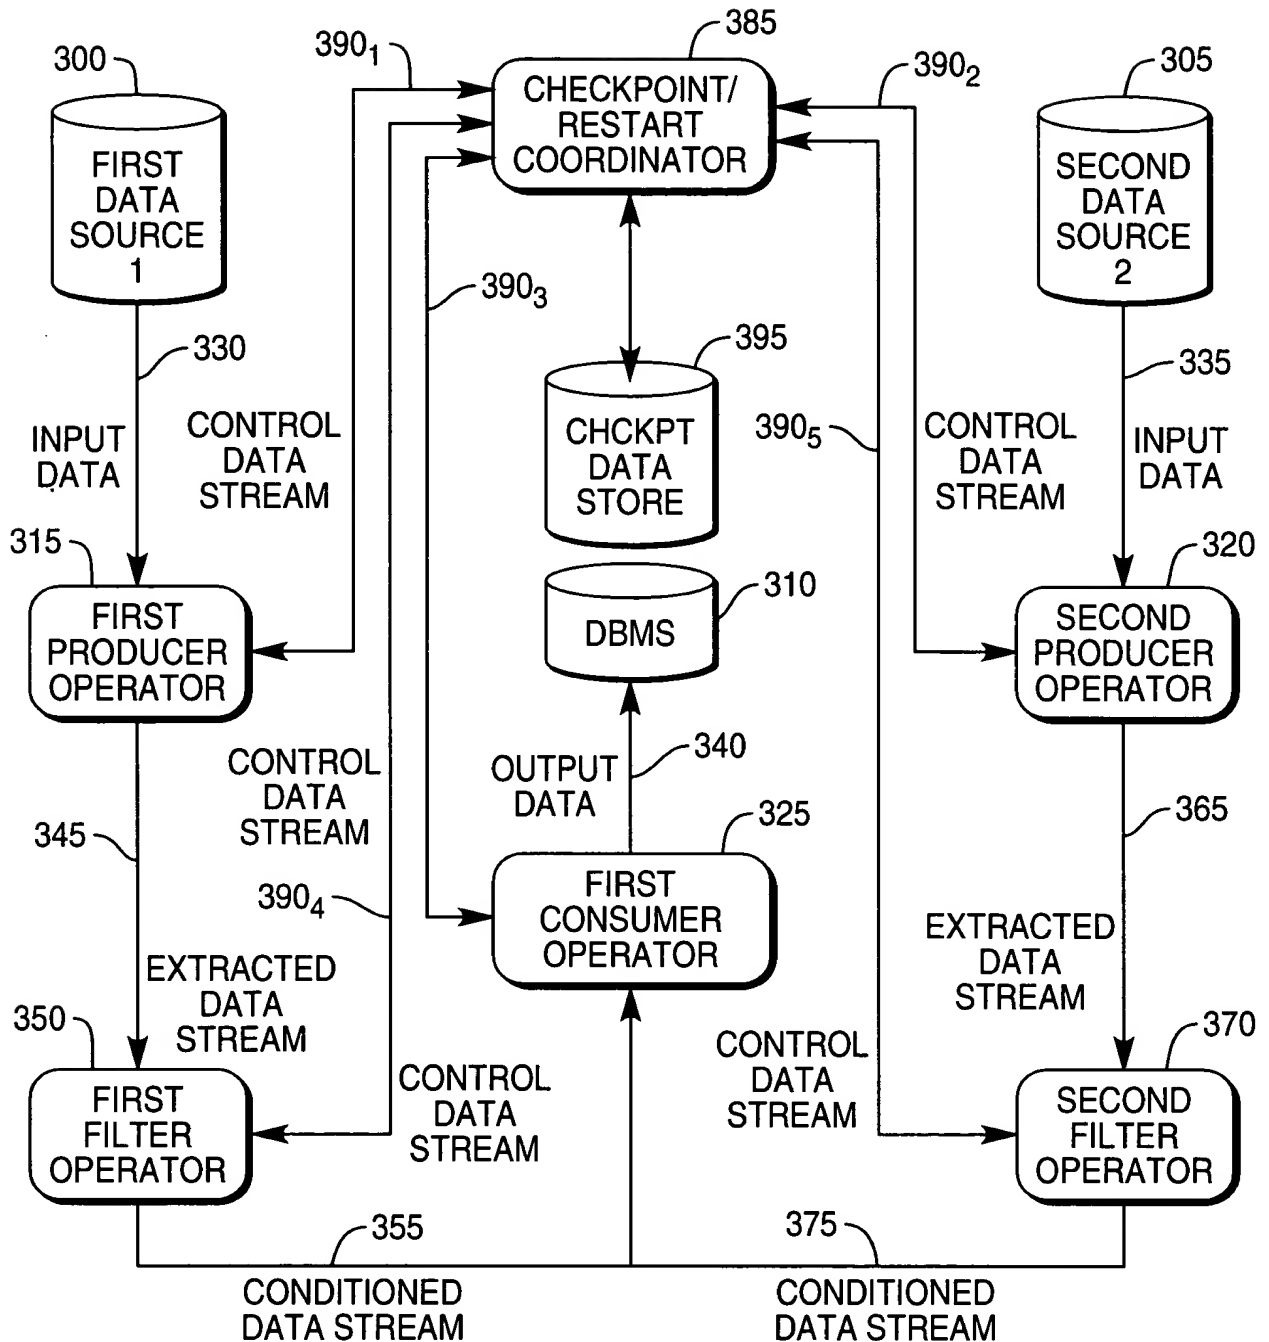 300
390₁
385
390₂
305
FIRST
DATA
SOURCE
1
CHECKPOINT/
RESTART
COORDINATOR
SECOND
DATA
SOURCE
2
390₃
330
395
335
INPUT
DATA
CONTROL
DATA
STREAM
CHCKPT
DATA
STORE
390₅
CONTROL
DATA
STREAM
INPUT
DATA
315
310
320
FIRST
PRODUCER
OPERATOR
DBMS
SECOND
PRODUCER
OPERATOR
345
CONTROL
DATA
STREAM
OUTPUT
DATA
340
325
365
390₄
FIRST
CONSUMER
OPERATOR
EXTRACTED
DATA
STREAM
EXTRACTED
DATA
STREAM
350
CONTROL
DATA
STREAM
CONTROL
DATA
STREAM
370
FIRST
FILTER
OPERATOR
SECOND
FILTER
OPERATOR
355
375
CONDITIONED
DATA STREAM
CONDITIONED
DATA STREAM